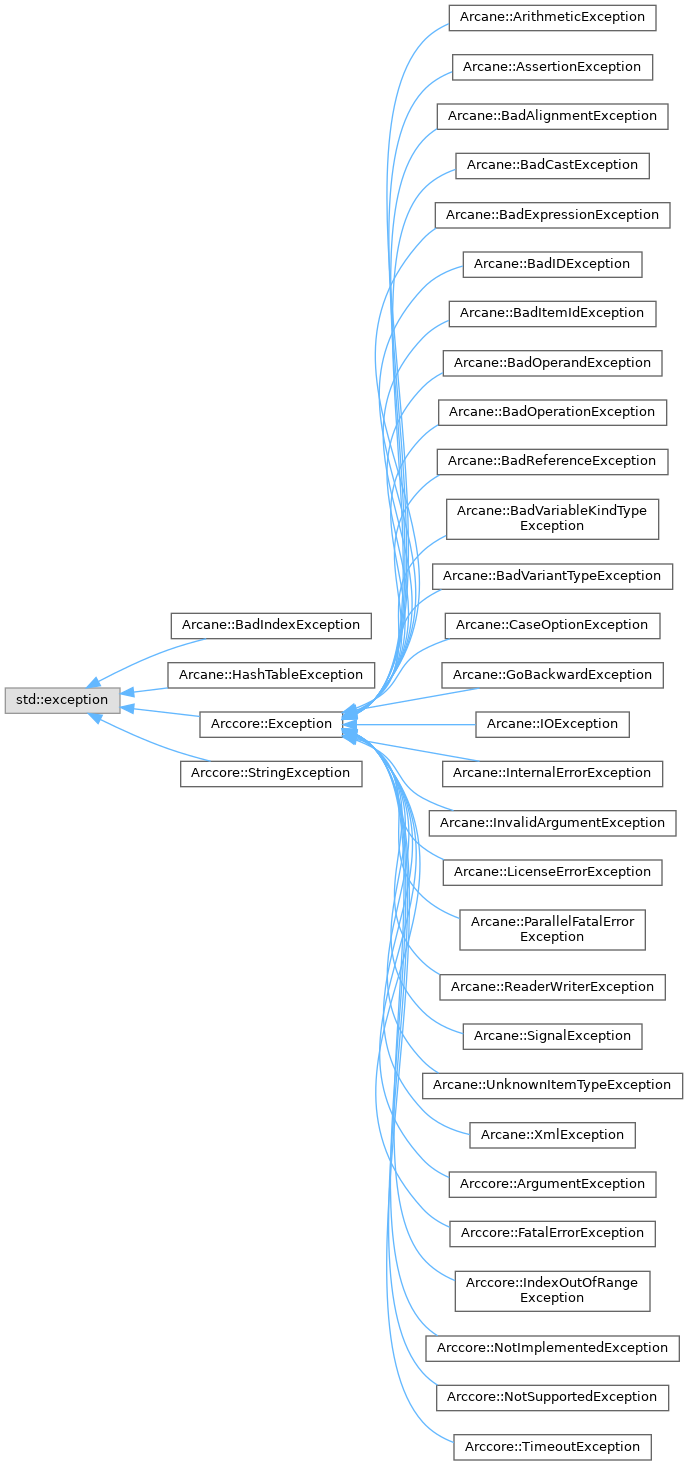 Arcane::ArithmeticException
Arcane::AssertionException
Arcane::BadAlignmentException
Arcane::BadCastException
Arcane::BadExpressionException
Arcane::BadIDException
Arcane::BadItemIdException
Arcane::BadOperandException
Arcane::BadOperationException
Arcane::BadReferenceException
Arcane::BadVariableKindType
Exception
Arcane::BadVariantTypeException
Arcane::BadIndexException
Arcane::CaseOptionException
Arcane::HashTableException
Arcane::GoBackwardException
std::exception
Arccore::Exception
Arcane::IOException
Arccore::StringException
Arcane::InternalErrorException
Arcane::InvalidArgumentException
Arcane::LicenseErrorException
Arcane::ParallelFatalError
Exception
Arcane::ReaderWriterException
Arcane::SignalException
Arcane::UnknownItemTypeException
Arcane::XmlException
Arccore::ArgumentException
Arccore::FatalErrorException
Arccore::IndexOutOfRange
Exception
Arccore::NotImplementedException
Arccore::NotSupportedException
Arccore::TimeoutException